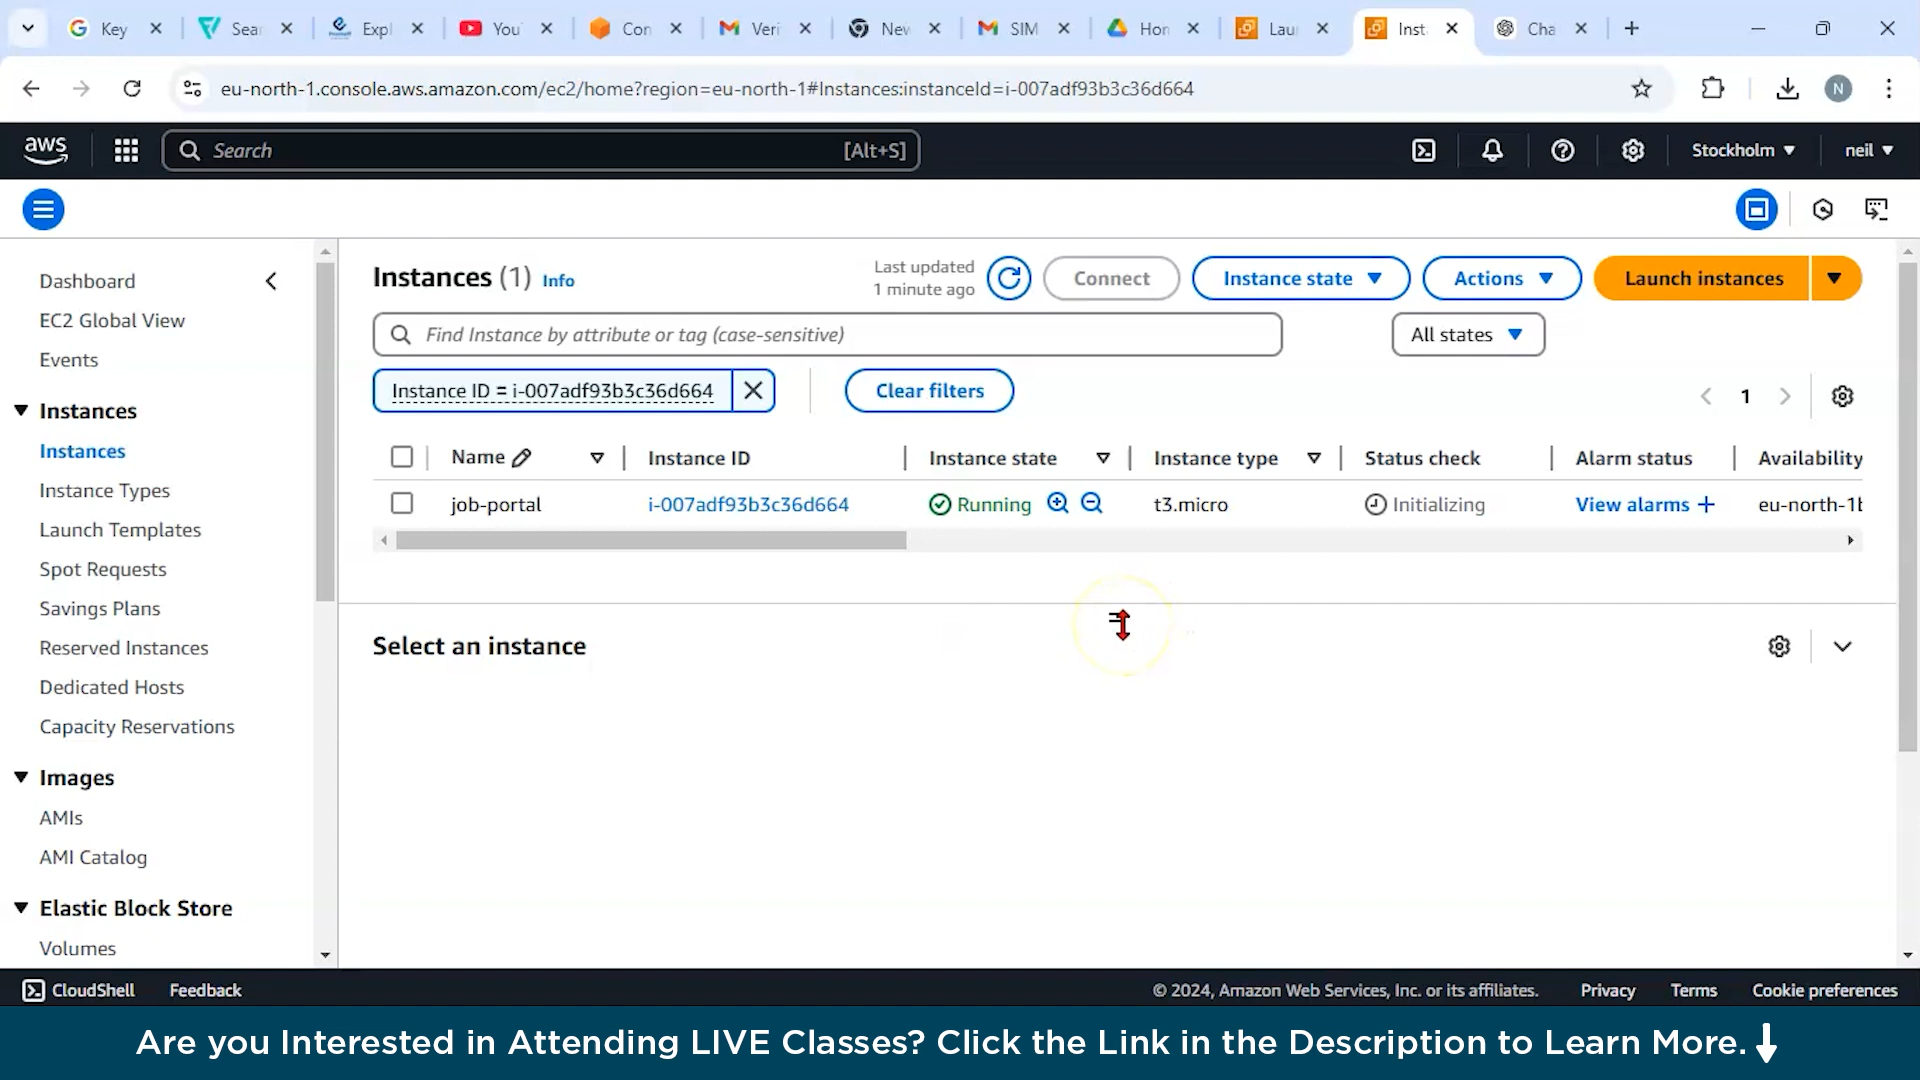 Key
Sear
Expl
You
Con
Veri
New
SIM
Hom
Laun
Inst
Cha
eu-north-1.console.aws.amazon.com/ec2/home?region=eu-north-1#Instances:instanceId=i-007adf93b3c36d664
N
aws
Search
[Alt+S]
Stockholm
neil
Dashboard
EC2 Global View
Events
Instances
Instances
Instance Types
Launch Templates
Spot Requests
Savings Plans
Reserved Instances
Dedicated Hosts
Capacity Reservations
Images
AMIs
AMI Catalog
Elastic Block Store
Volumes
Instances (1) Info
Last updated
1 minute ago
Connect
Instance state
Actions
Launch instances
Find Instance by attribute or tag (case-sensitive)
All states
Instance ID = i-007adf93b3c36d664
Clear filters
1
Name Instance ID Instance state Instance type Status check Alarm status Availability
job-portal i-007adf93b3c36d664 Running t3.micro Initializing View alarms + eu-north-1b
Select an instance
CloudShell Feedback © 2024, Amazon Web Services, Inc. or its affiliates. Privacy Terms Cookie preferences
Are you Interested in Attending LIVE Classes? Click the Link in the Description to Learn More.